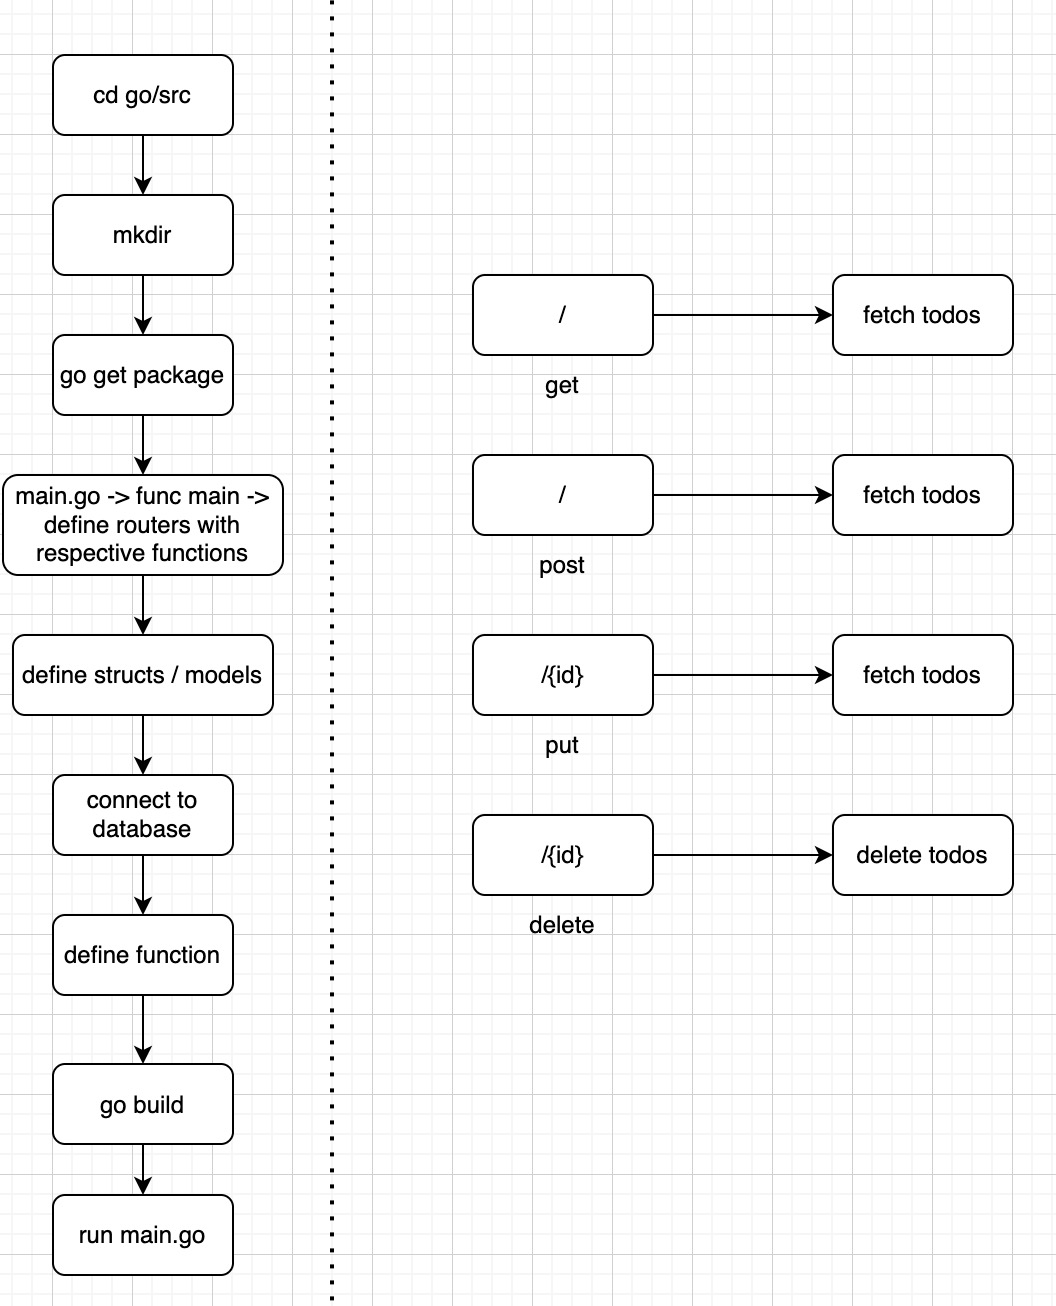 cd go/src
mkdir
go get package
main.go -> func main ->
define routers with
respective functions
define structs / models
connect to
database
define function
go build
run main.go
/
fetch todos
get
/
fetch todos
post
/{id}
fetch todos
put
/{id}
delete todos
delete